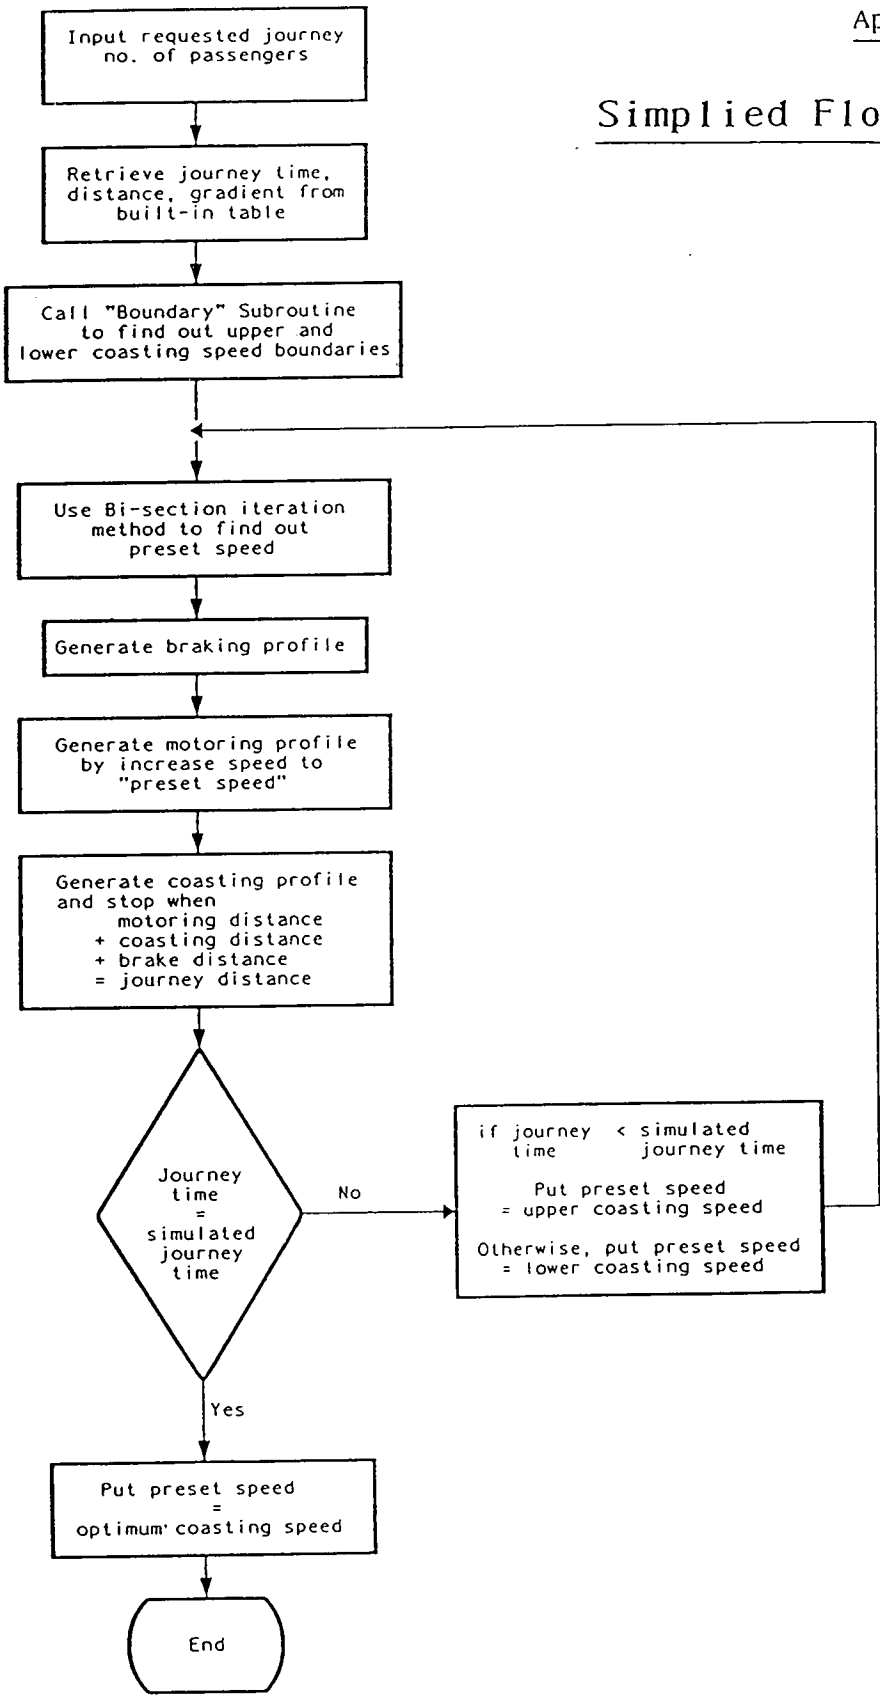 Ap
Simplied Flo
Input requested journey
no. of passengers
Retrieve journey time,
distance, gradient from
built-in table
Call "Boundary" Subroutine
to find out upper and
lower coasting speed boundaries
Use Bi-section iteration
method to find out
preset speed
Generate braking profile
Generate motoring profile
by increase speed to
"preset speed"
Generate coasting profile
and stop when
motoring distance
+ coasting distance
+ brake distance
= journey distance
Journey
time
=
simulated
journey
time
No
if journey < simulated
time journey time
Put preset speed
= upper coasting speed
Otherwise, put preset speed
= lower coasting speed
Yes
Put preset speed
=
optimum coasting speed
End